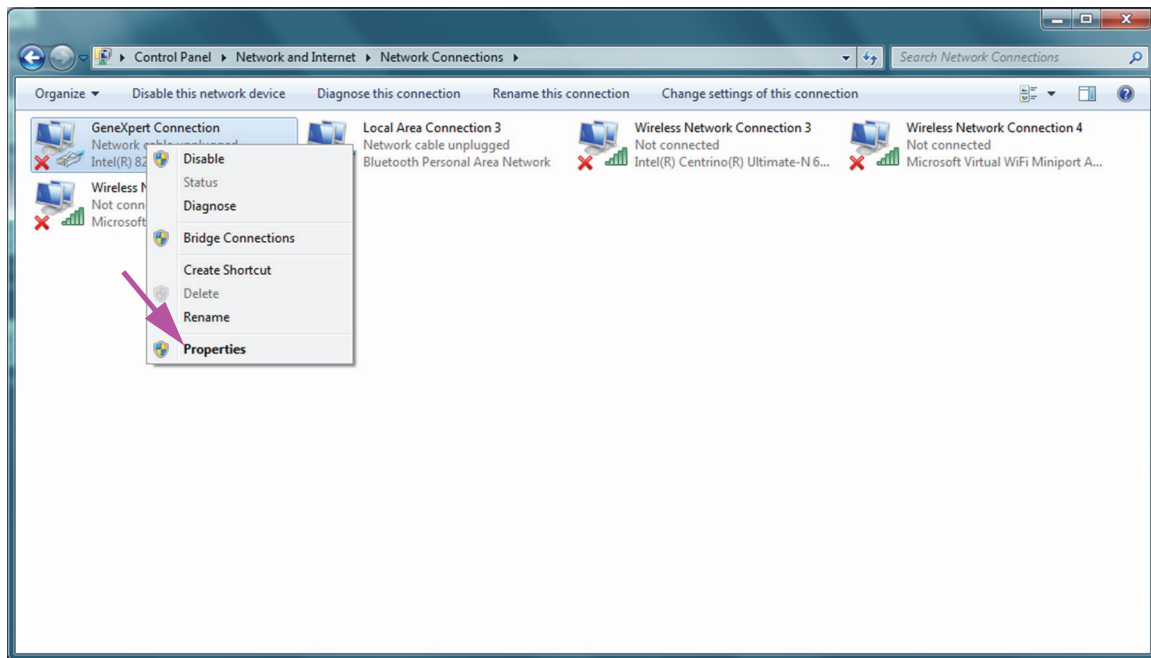 Control Panel Network and Internet Network Connections
Search Network Connections
Organize Disable this network device Diagnose this connection Rename this connection Change settings of this connection
GeneXpert Connection
Network cable unplugged
Intel(R) 82
Local Area Connection 3
Network cable unplugged
Bluetooth Personal Area Network
Wireless Network Connection 3
Not connected
Intel(R) Centrino(R) Ultimate-N 6...
Wireless Network Connection 4
Not connected
Microsoft Virtual WiFi Miniport A...
Wireless N
Not conn
Microsoft
Disable
Status
Diagnose
Bridge Connections
Create Shortcut
Delete
Rename
Properties